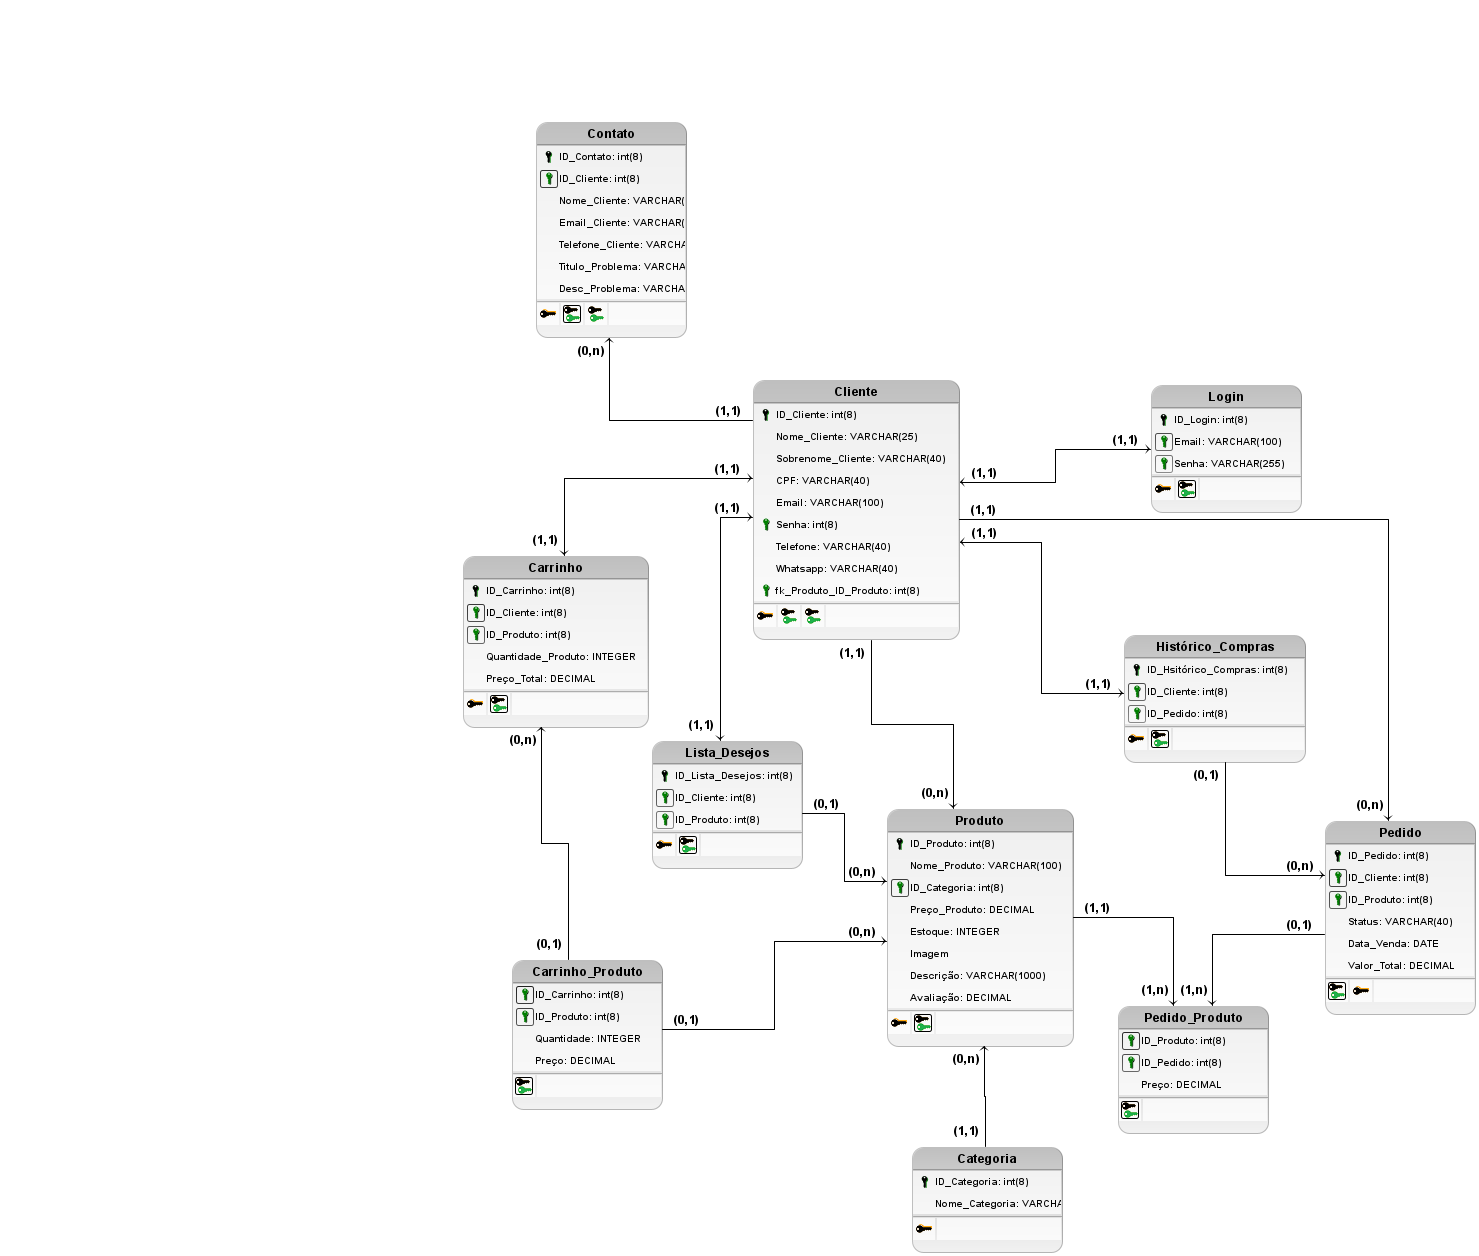 Contato
ID_Contato: int(8)
ID_Cliente: int(8)
Nome_Cliente: VARCHAR(
Email_Cliente: VARCHAR(
Telefone_Cliente: VARCHA
Titulo_Problema: VARCHA
Desc_Problema: VARCHA
(0,n)
(1,1)
Cliente
ID_Cliente: int(8)
Nome_Cliente: VARCHAR(25)
Sobrenome_Cliente: VARCHAR(40)
CPF: VARCHAR(40)
Email: VARCHAR(100)
Senha: int(8)
Telefone: VARCHAR(40)
Whatsapp: VARCHAR(40)
fk_Produto_ID_Produto: int(8)
Login
ID_Login: int(8)
Email: VARCHAR(100)
Senha: VARCHAR(255)
(1,1)
(1,1)
(1,1)
(1,1)
(1,1)
(1,1)
(1,1)
Carrinho
ID_Carrinho: int(8)
ID_Cliente: int(8)
ID_Produto: int(8)
Quantidade_Produto: INTEGER
Preço_Total: DECIMAL
(1,1)
Histórico_Compras
ID_Hsitórico_Compras: int(8)
ID_Cliente: int(8)
ID_Pedido: int(8)
(1,1)
(1,1)
(0,n)
(0,1)
Lista_Desejos
ID_Lista_Desejos: int(8)
ID_Cliente: int(8)
ID_Produto: int(8)
(0,1)
(0,n)
(0,n)
(0,n)
Produto
ID_Produto: int(8)
Nome_Produto: VARCHAR(100)
ID_Categoria: int(8)
Preço_Produto: DECIMAL
Estoque: INTEGER
Imagem
Descrição: VARCHAR(1000)
Avaliação: DECIMAL
Pedido
ID_Pedido: int(8)
ID_Cliente: int(8)
ID_Produto: int(8)
Status: VARCHAR(40)
Data_Venda: DATE
Valor_Total: DECIMAL
(0,n)
(0,n)
(1,1)
(0,1)
(0,1)
Carrinho_Produto
ID_Carrinho: int(8)
ID_Produto: int(8)
Quantidade: INTEGER
Preço: DECIMAL
(0,1)
(1,n)
(1,n)
Pedido_Produto
ID_Produto: int(8)
ID_Pedido: int(8)
Preço: DECIMAL
(0,n)
(1,1)
Categoria
ID_Categoria: int(8)
Nome_Categoria: VARCHA